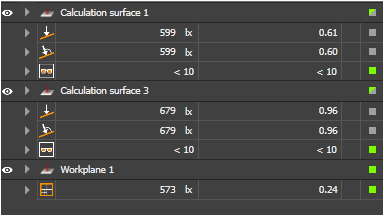 Calculation surface 1
599 lx 0.61
599 lx 0.60
< 10 < 10
Calculation surface 3
679 lx 0.96
679 lx 0.96
< 10 < 10
Workplane 1
573 lx 0.24